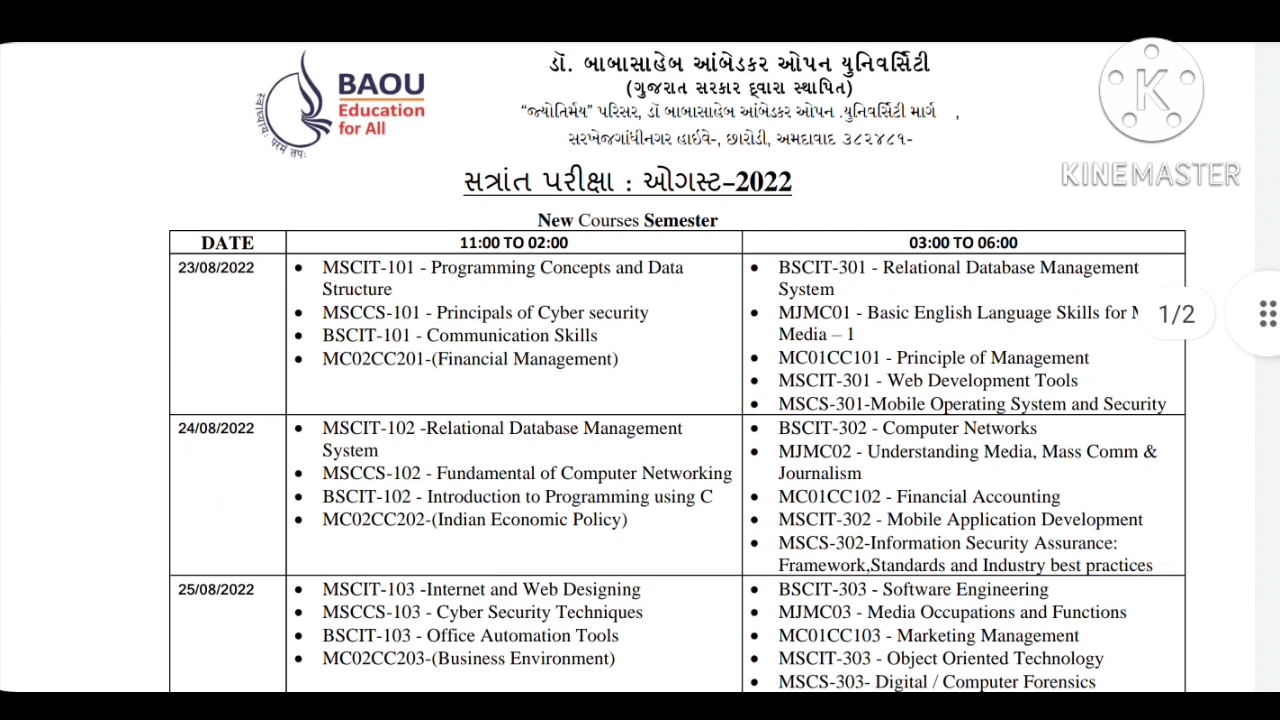 BAOU
Education
for All
स्वाध्यायः परमं तपः
ડૉ. બાબાસાહેબ આંબેડકર ઓપન યુનિવર્સિટી
(ગુજરાત સરકાર દ્વારા સ્થાપિત)
“જ્યોતિર્મય” પરિસર, ડૉ બાબાસાહેબ આંબેડકર ઓપન .યુનિવર્સિટી માર્ગ ,
સરખેજગાંધીનગર હાઇવે-, છારોડી, અમદાવાદ ૩૮૨૪૮૧-
K
KINEMASTER
સત્રાંત પરીક્ષા : ઓગસ્ટ-2022
New Courses Semester
DATE
11:00 TO 02:00
03:00 TO 06:00
23/08/2022
• MSCIT-101 - Programming Concepts and Data
Structure
• MSCCS-101 - Principals of Cyber security
• BSCIT-101 - Communication Skills
• MC02CC201-(Financial Management)
• BSCIT-301 - Relational Database Management
System
• MJMC01 - Basic English Language Skills for M
Media – 1
• MC01CC101 - Principle of Management
• MSCIT-301 - Web Development Tools
• MSCS-301-Mobile Operating System and Security
1/2
24/08/2022
• MSCIT-102 -Relational Database Management
System
• MSCCS-102 - Fundamental of Computer Networking
• BSCIT-102 - Introduction to Programming using C
• MC02CC202-(Indian Economic Policy)
• BSCIT-302 - Computer Networks
• MJMC02 - Understanding Media, Mass Comm &
Journalism
• MC01CC102 - Financial Accounting
• MSCIT-302 - Mobile Application Development
• MSCS-302-Information Security Assurance:
Framework,Standards and Industry best practices
25/08/2022
• MSCIT-103 -Internet and Web Designing
• MSCCS-103 - Cyber Security Techniques
• BSCIT-103 - Office Automation Tools
• MC02CC203-(Business Environment)
• BSCIT-303 - Software Engineering
• MJMC03 - Media Occupations and Functions
• MC01CC103 - Marketing Management
• MSCIT-303 - Object Oriented Technology
• MSCS-303- Digital / Computer Forensics